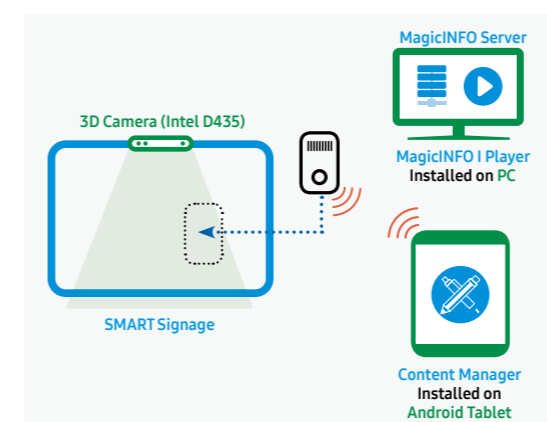 MagicINFO Server
3D Camera (Intel D435)
MagicINFO I Player
Installed on PC
SMART Signage
Content Manager
Installed on
Android Tablet